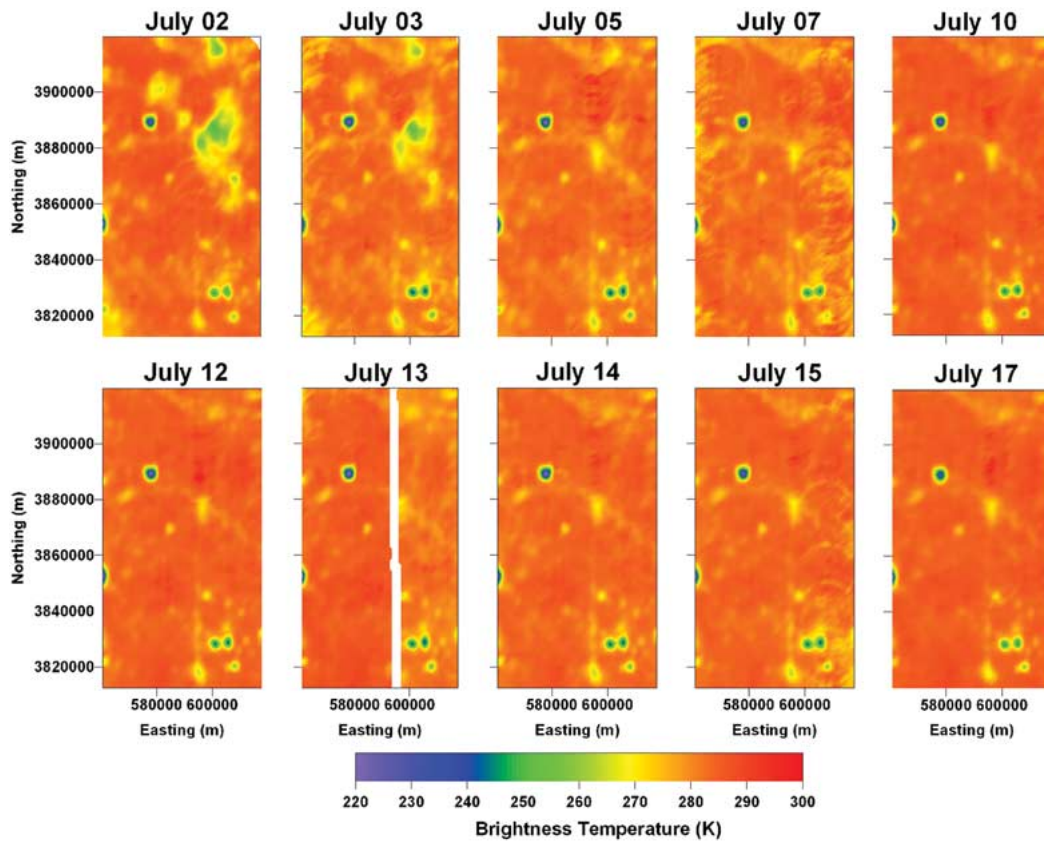 July 02 July 03 July 05 July 07 July 10
3900000
3880000
3860000
3840000
3820000
Northing (m)
July 12 July 13 July 14 July 15 July 17
3900000
3880000
3860000
3840000
3820000
Northing (m)
580000 600000 580000 600000 580000 600000 580000 600000 580000 600000
Easting (m) Easting (m) Easting (m) Easting (m) Easting (m)
220 230 240 250 260 270 280 290 300
Brightness Temperature (K)